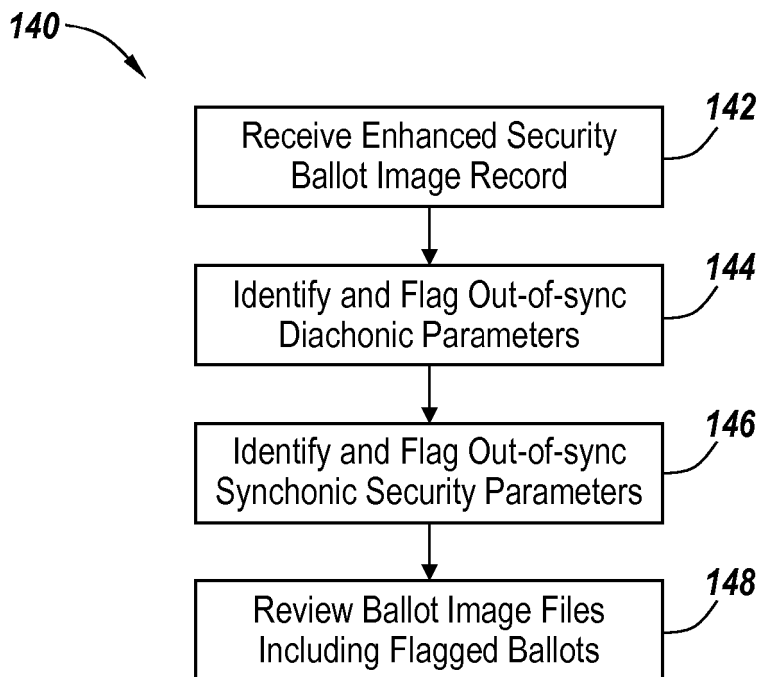 140
142
Receive Enhanced Security
Ballot Image Record
144
Identify and Flag Out-of-sync
Diachonic Parameters
146
Identify and Flag Out-of-sync
Synchonic Security Parameters
148
Review Ballot Image Files
Including Flagged Ballots